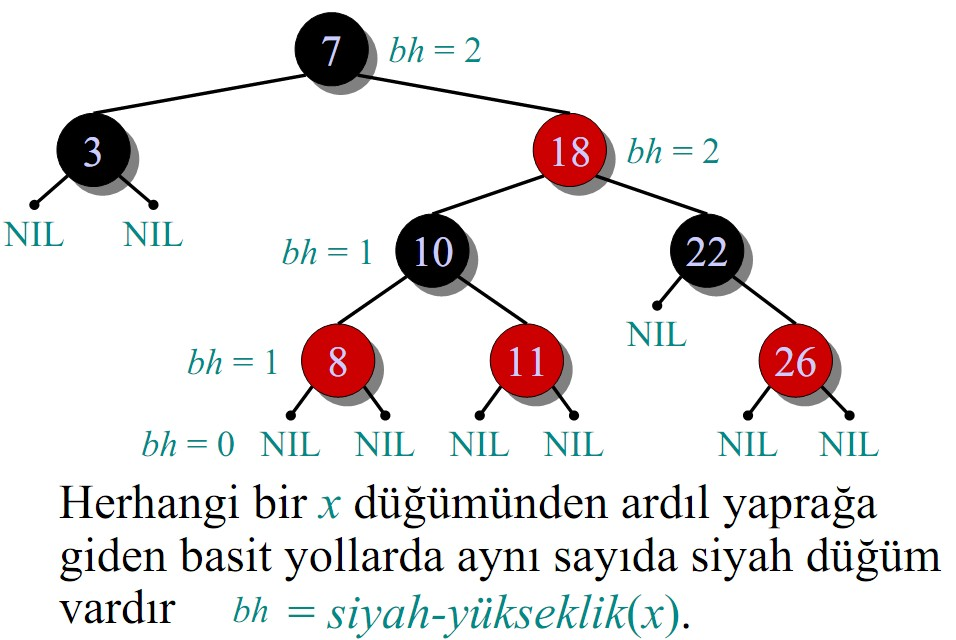 7 bh = 2
3 18 bh = 2
NIL NIL
bh = 1 10 22
NIL
bh = 1 8 11 26
bh = 0 NIL NIL NIL NIL NIL NIL
Herhangi bir x düğümünden ardıl yaprağa
giden basit yollarda aynı sayıda siyah düğüm
vardır bh = siyah-yükseklik(x).